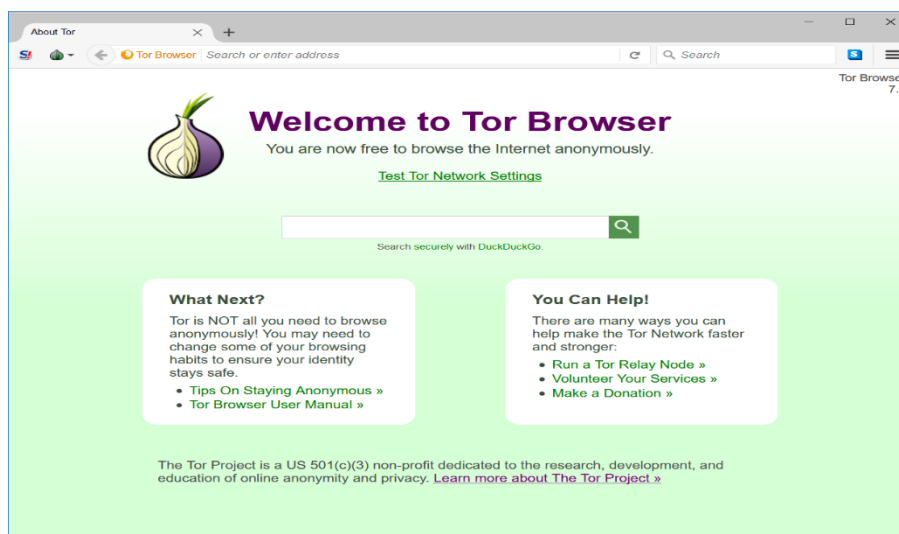 About Tor
Tor Browser Search or enter address Search
Tor Browse
7.
Welcome to Tor Browser
You are now free to browse the Internet anonymously.
Test Tor Network Settings
Search securely with DuckDuckGo.
What Next?
Tor is NOT all you need to browse
anonymously! You may need to
change some of your browsing
habits to ensure your identity
stays safe.
• Tips On Staying Anonymous »
• Tor Browser User Manual »
You Can Help!
There are many ways you can
help make the Tor Network faster
and stronger:
• Run a Tor Relay Node »
• Volunteer Your Services »
• Make a Donation »
The Tor Project is a US 501(c)(3) non-profit dedicated to the research, development, and
education of online anonymity and privacy. Learn more about The Tor Project »